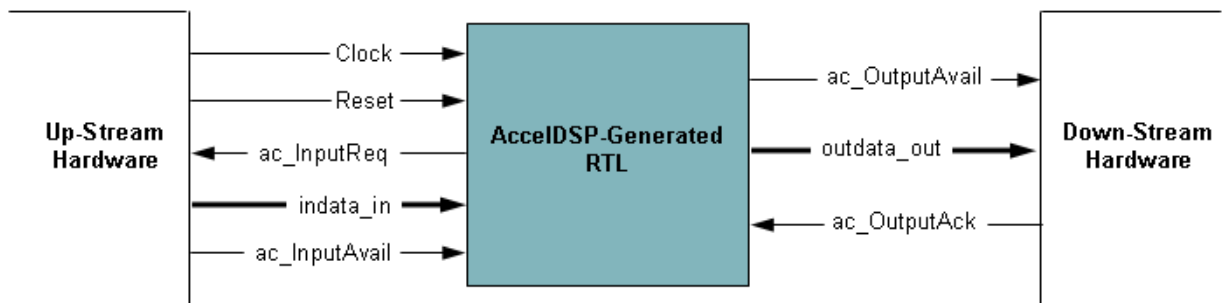 Up-Stream
Hardware
Clock
Reset
ac_InputReq
indata_in
ac_InputAvail
AccelDSP-Generated
RTL
ac_OutputAvail
outdata_out
ac_OutputAck
Down-Stream
Hardware